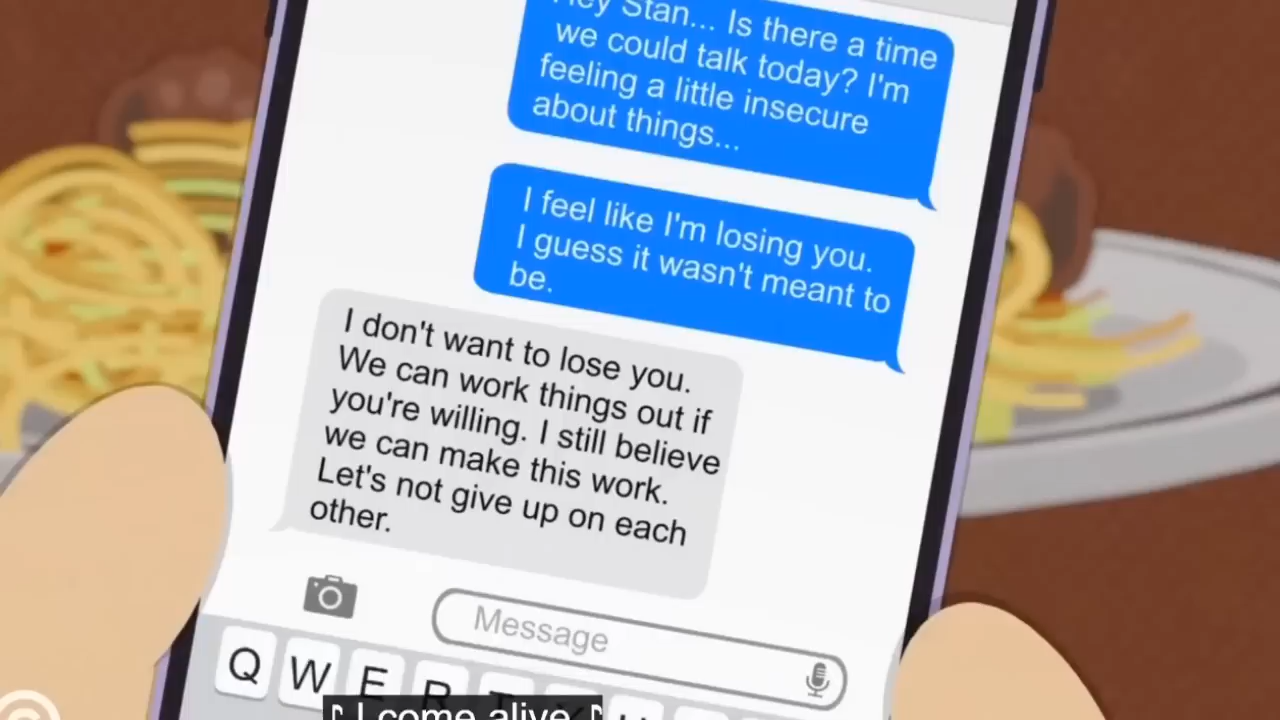 Hey Stan... Is there a time
we could talk today? I'm
feeling a little insecure
about things...
I feel like I'm losing you.
I guess it wasn't meant to
be.
I don't want to lose you.
We can work things out if
you're willing. I still believe
we can make this work.
Let's not give up on each
other.
Message
Q W E R T Y U
♪ I come alive ♪